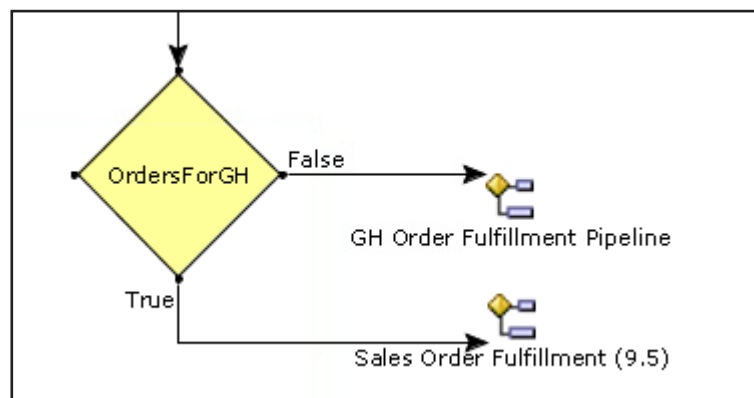 False
OrdersForGH
GH Order Fulfillment Pipeline
True
Sales Order Fulfillment (9.5)